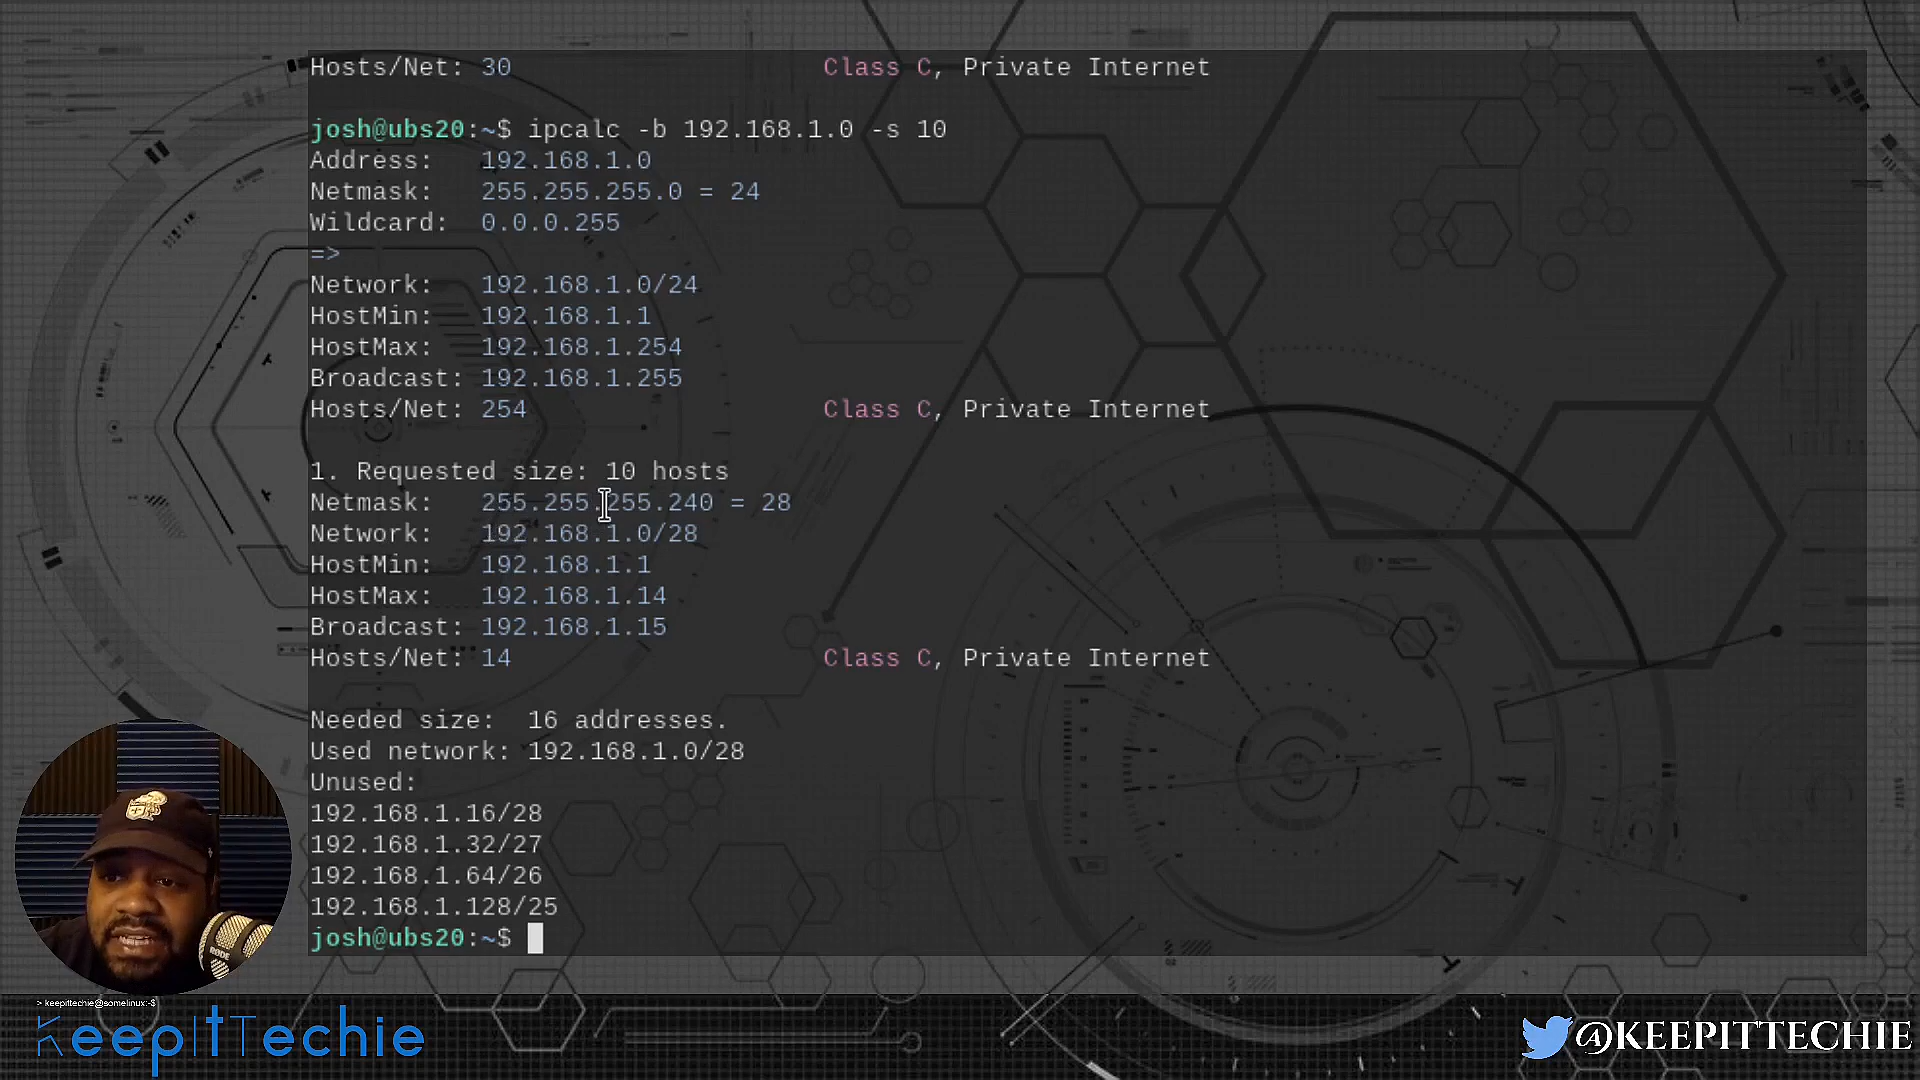 Hosts/Net: 30 Class C, Private Internet
josh@ubs20:~$ ipcalc -b 192.168.1.0 -s 10
Address: 192.168.1.0
Netmask: 255.255.255.0 = 24
Wildcard: 0.0.0.255
=>
Network: 192.168.1.0/24
HostMin: 192.168.1.1
HostMax: 192.168.1.254
Broadcast: 192.168.1.255
Hosts/Net: 254 Class C, Private Internet
1. Requested size: 10 hosts
Netmask: 255.255.255.240 = 28
Network: 192.168.1.0/28
HostMin: 192.168.1.1
HostMax: 192.168.1.14
Broadcast: 192.168.1.15
Hosts/Net: 14 Class C, Private Internet
Needed size: 16 addresses.
Used network: 192.168.1.0/28
Unused:
192.168.1.16/28
192.168.1.32/27
192.168.1.64/26
192.168.1.128/25
josh@ubs20:~$
RODE
> keepittechie@somelinux:~$
KeepItTechie
@KEEPITTECHIE